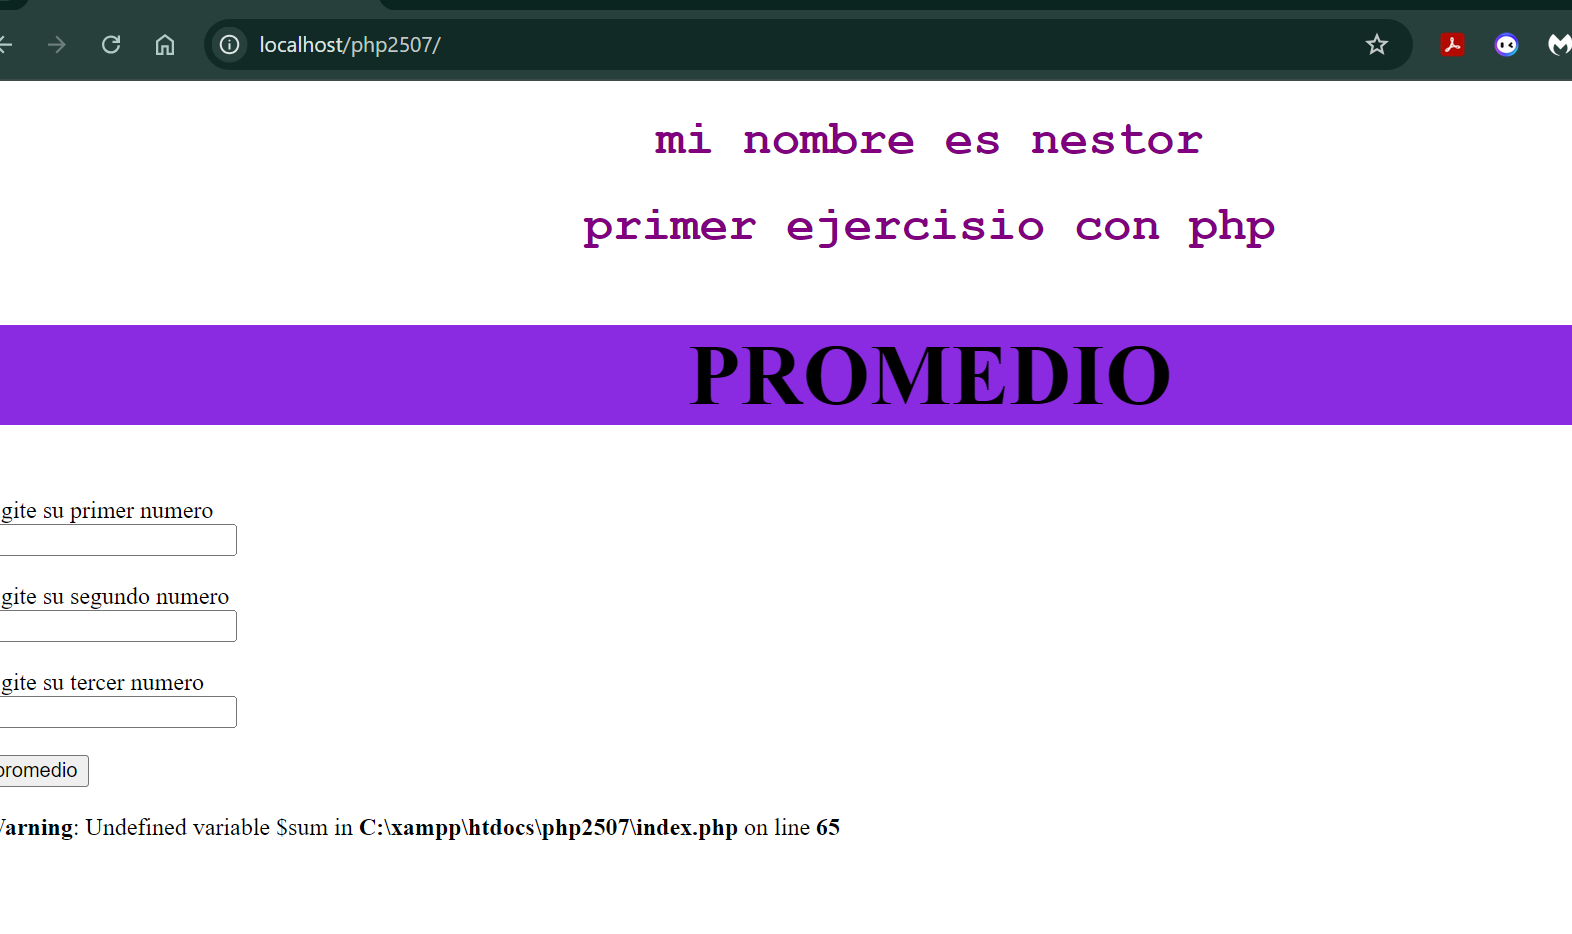 localhost/php2507/
mi nombre es nestor
primer ejercisio con php
PROMEDIO
gite su primer numero
gite su segundo numero
gite su tercer numero
promedio
arning: Undefined variable $sum in C:\xampp\htdocs\php2507\index.php on line 65